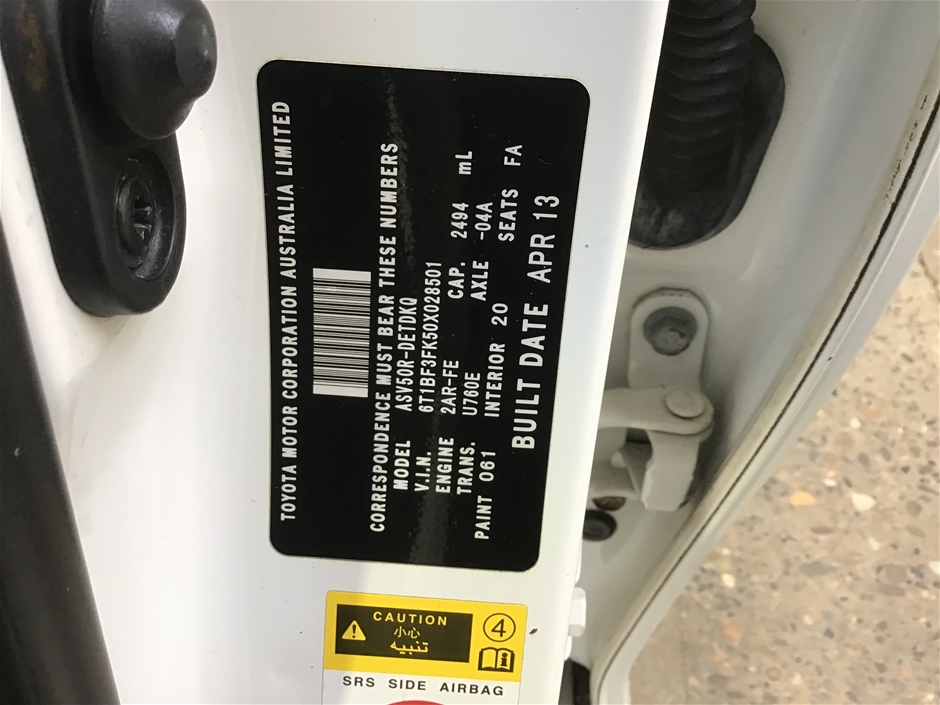 TOYOTA MOTOR CORPORATION AUSTRALIA LIMITED
CORRESPONDENCE MUST BEAR THESE NUMBERS
MODEL ASV50R-DETDKQ
V.I.N. 6T1BF3FK50X028501
ENGINE 2AR-FE CAP. 2494 mL
TRANS. U760E AXLE -04A
PAINT 061 INTERIOR 20 SEATS FA
BUILT DATE APR 13
CAUTION
小心
تنبيه
4
SRS SIDE AIRBAG